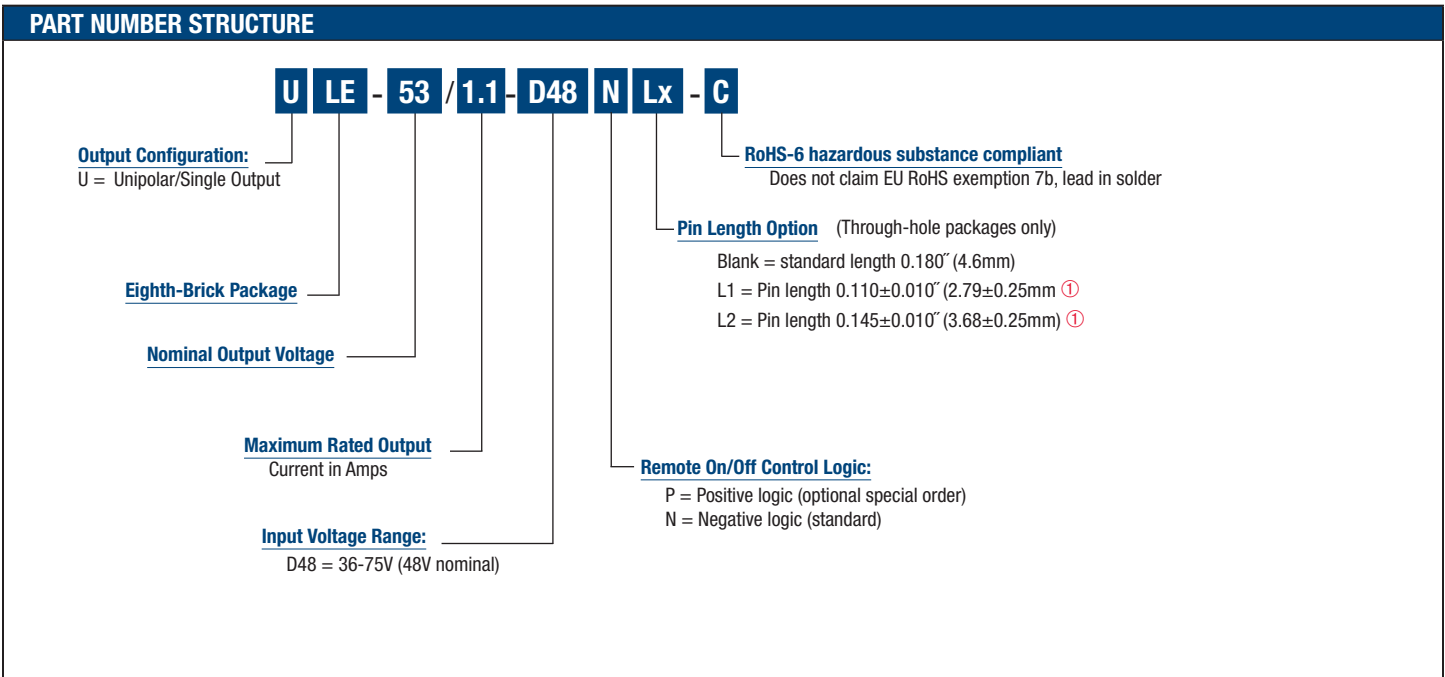 PART NUMBER STRUCTURE
U LE - 53 / 1.1 - D48 N Lx - C
Output Configuration:
U = Unipolar/Single Output
RoHS-6 hazardous substance compliant
Does not claim EU RoHS exemption 7b, lead in solder
Pin Length Option (Through-hole packages only)
Blank = standard length 0.180˝ (4.6mm)
L1 = Pin length 0.110±0.010˝ (2.79±0.25mm ①
L2 = Pin length 0.145±0.010˝ (3.68±0.25mm) ①
Eighth-Brick Package
Nominal Output Voltage
Maximum Rated Output
Current in Amps
Remote On/Off Control Logic:
P = Positive logic (optional special order)
N = Negative logic (standard)
Input Voltage Range:
D48 = 36-75V (48V nominal)